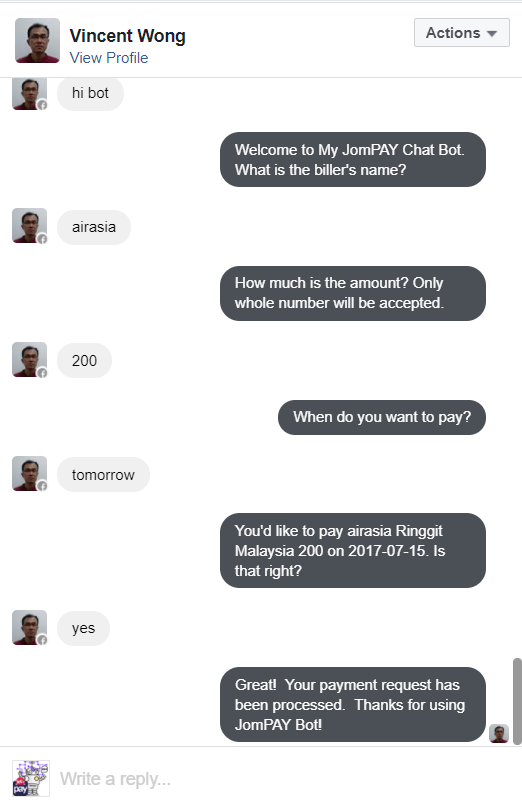 Vincent Wong
View Profile
Actions
hi bot
Welcome to My JomPAY Chat Bot.
What is the biller's name?
airasia
How much is the amount? Only
whole number will be accepted.
200
When do you want to pay?
tomorrow
You'd like to pay airasia Ringgit
Malaysia 200 on 2017-07-15. Is
that right?
yes
Great!  Your payment request has
been processed.  Thanks for using
JomPAY Bot!
pay
Write a reply...